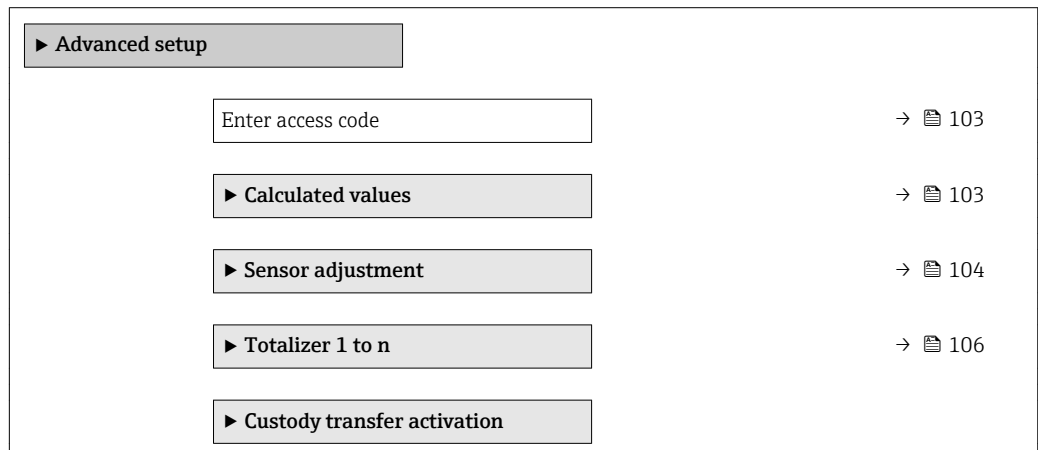 ▶ Advanced setup
Enter access code → 103
▶ Calculated values → 103
▶ Sensor adjustment → 104
▶ Totalizer 1 to n → 106
▶ Custody transfer activation